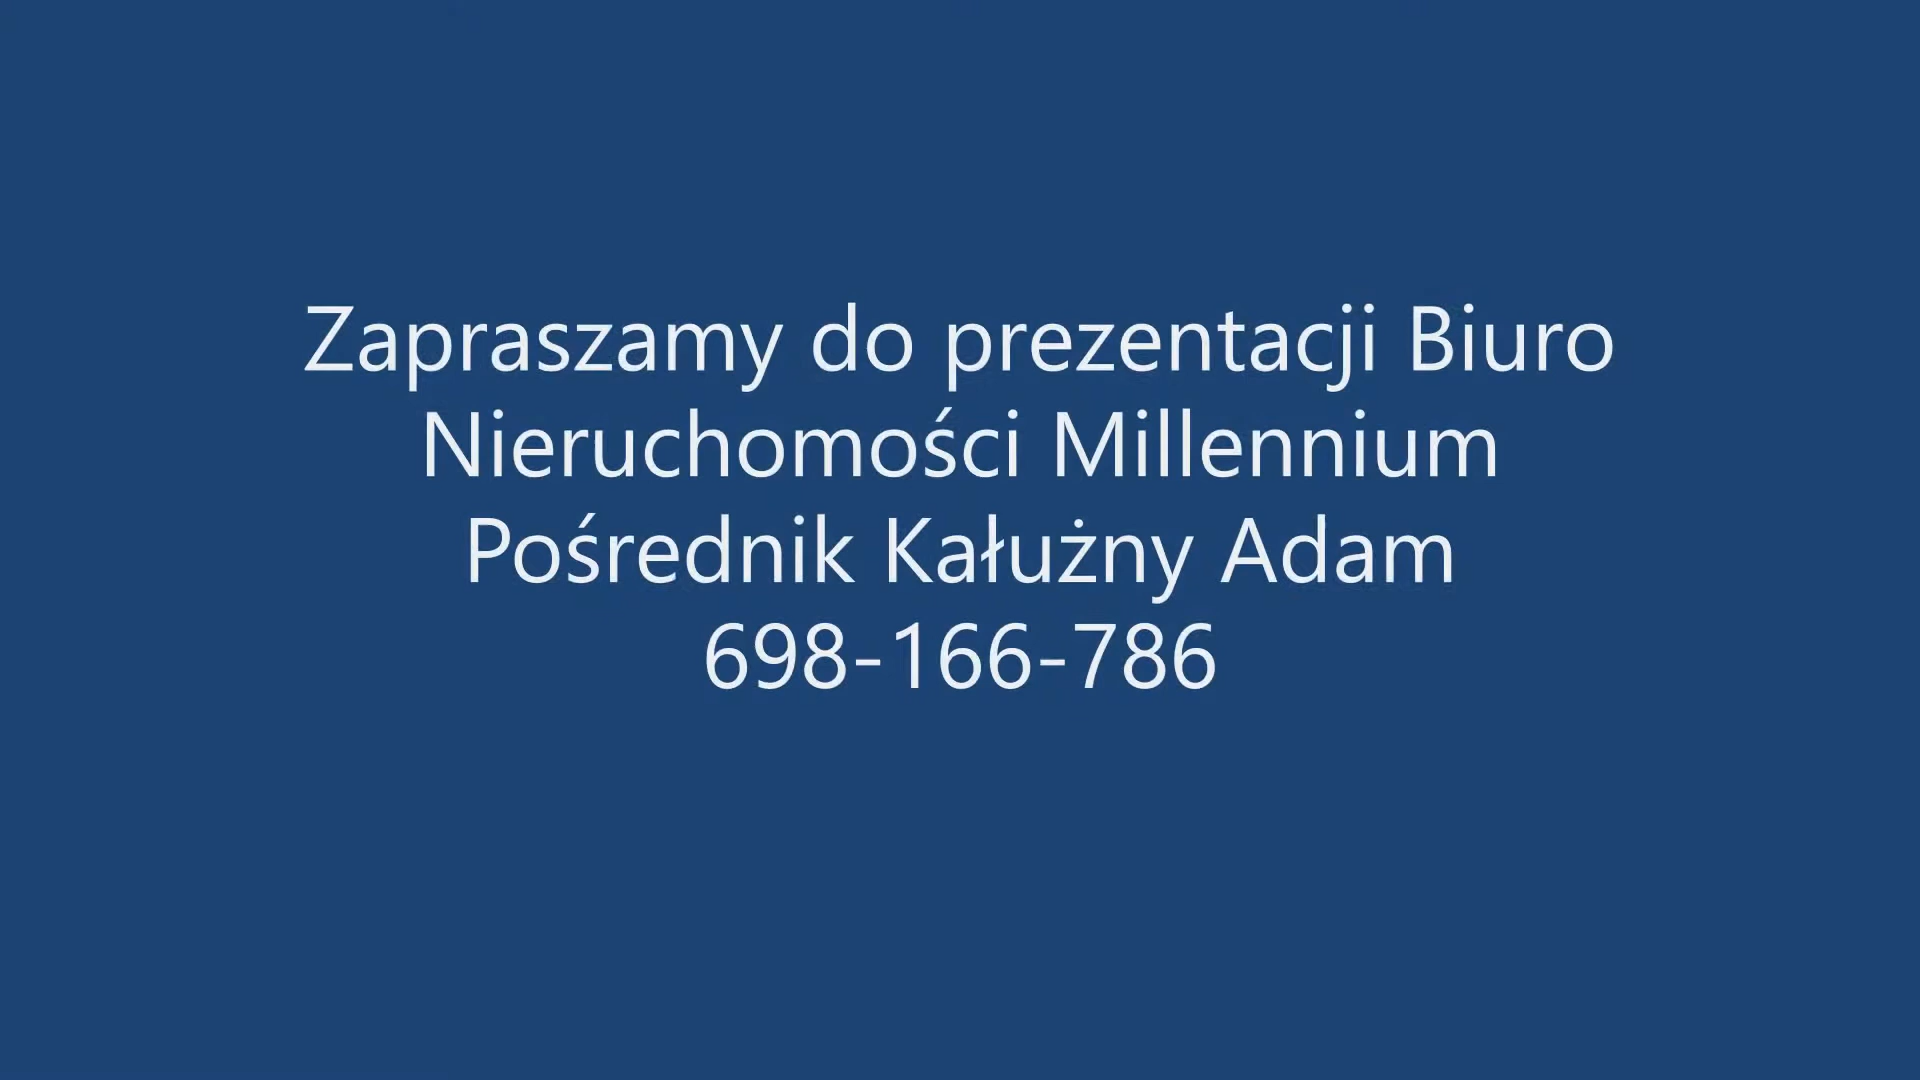 Zapraszamy do prezentacji Biuro
Nieruchomości Millennium
Pośrednik Kałużny Adam
698-166-786